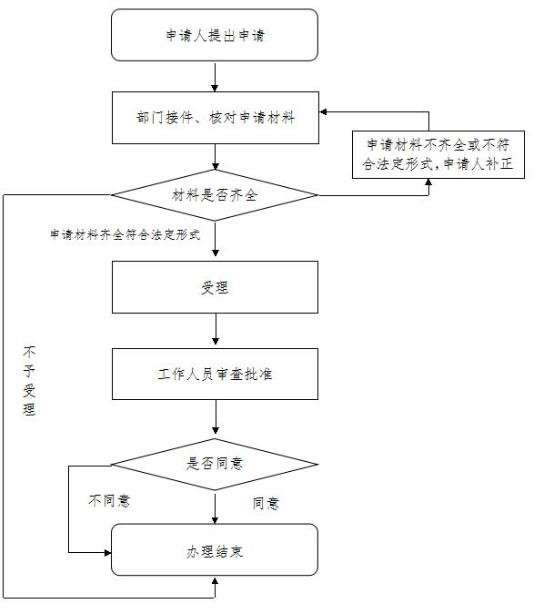 申请人提出申请
部门接件、核对申请材料
申请材料不齐全或不符
合法定形式,申请人补正
材料是否齐全
申请材料齐全符合法定形式
受理
不
予
受
理
工作人员审查批准
是否同意
不同意
同意
办理结束